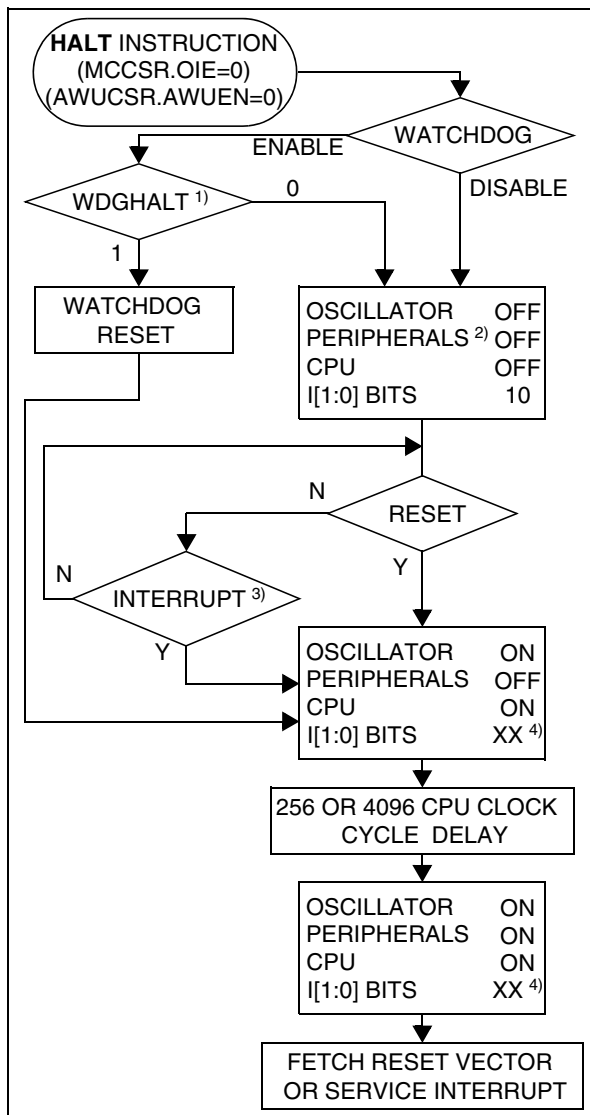 HALT INSTRUCTION
(MCCSR.OIE=0)
(AWUCSR.AWUEN=0)
WATCHDOG
ENABLE
DISABLE
WDGHALT 1)
0
1
WATCHDOG
RESET
OSCILLATOR OFF
PERIPHERALS 2) OFF
CPU OFF
I[1:0] BITS 10
N
RESET
Y
N
INTERRUPT 3)
Y
OSCILLATOR ON
PERIPHERALS OFF
CPU ON
I[1:0] BITS XX 4)
256 OR 4096 CPU CLOCK
CYCLE DELAY
OSCILLATOR ON
PERIPHERALS ON
CPU ON
I[1:0] BITS XX 4)
FETCH RESET VECTOR
OR SERVICE INTERRUPT